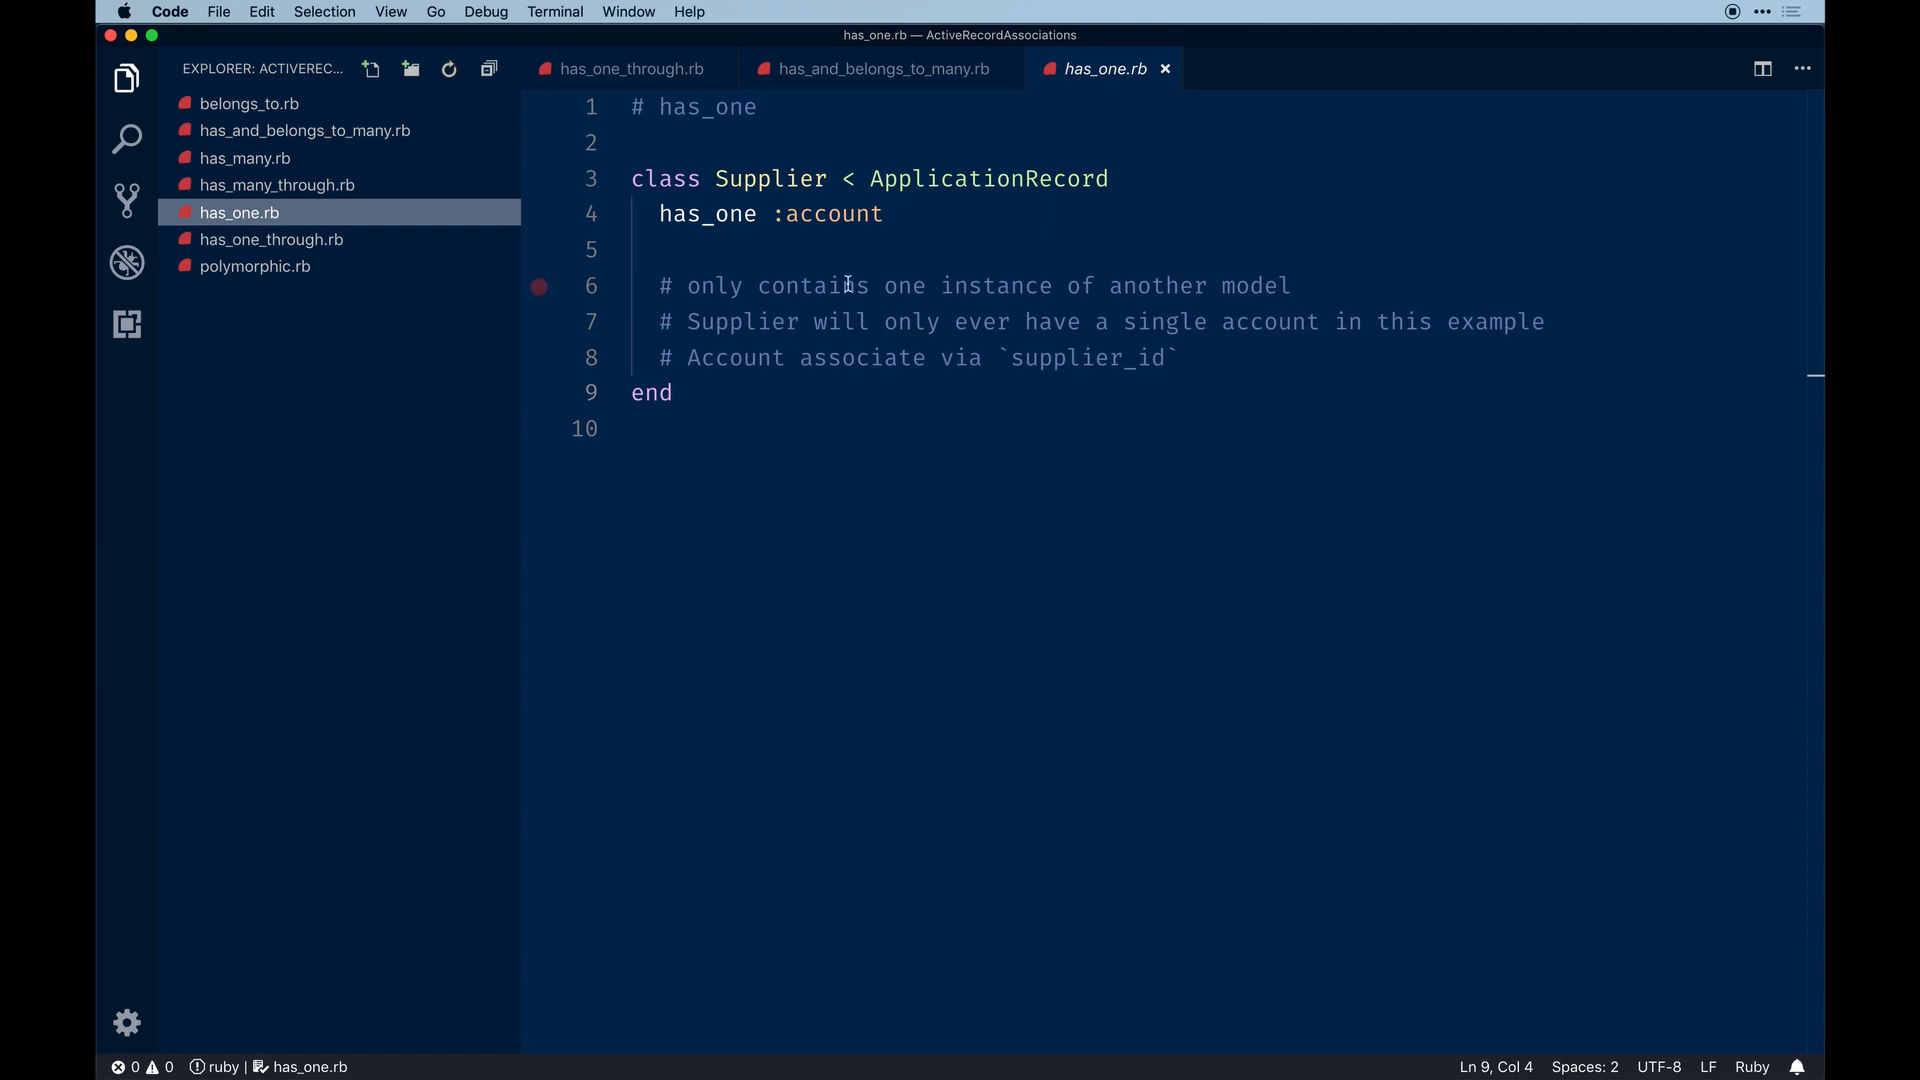 Code File Edit Selection View Go Debug Terminal Window Help
has_one.rb — ActiveRecordAssociations
EXPLORER: ACTIVEREC...
belongs_to.rb
has_and_belongs_to_many.rb
has_many.rb
has_many_through.rb
has_one.rb
has_one_through.rb
polymorphic.rb
has_one_through.rb has_and_belongs_to_many.rb has_one.rb
1 # has_one
2
3 class Supplier < ApplicationRecord
4 has_one :account
5
6 # only contains one instance of another model
7 # Supplier will only ever have a single account in this example
8 # Account associate via `supplier_id`
9 end
10
0 0 ruby | has_one.rb Ln 9, Col 4 Spaces: 2 UTF-8 LF Ruby